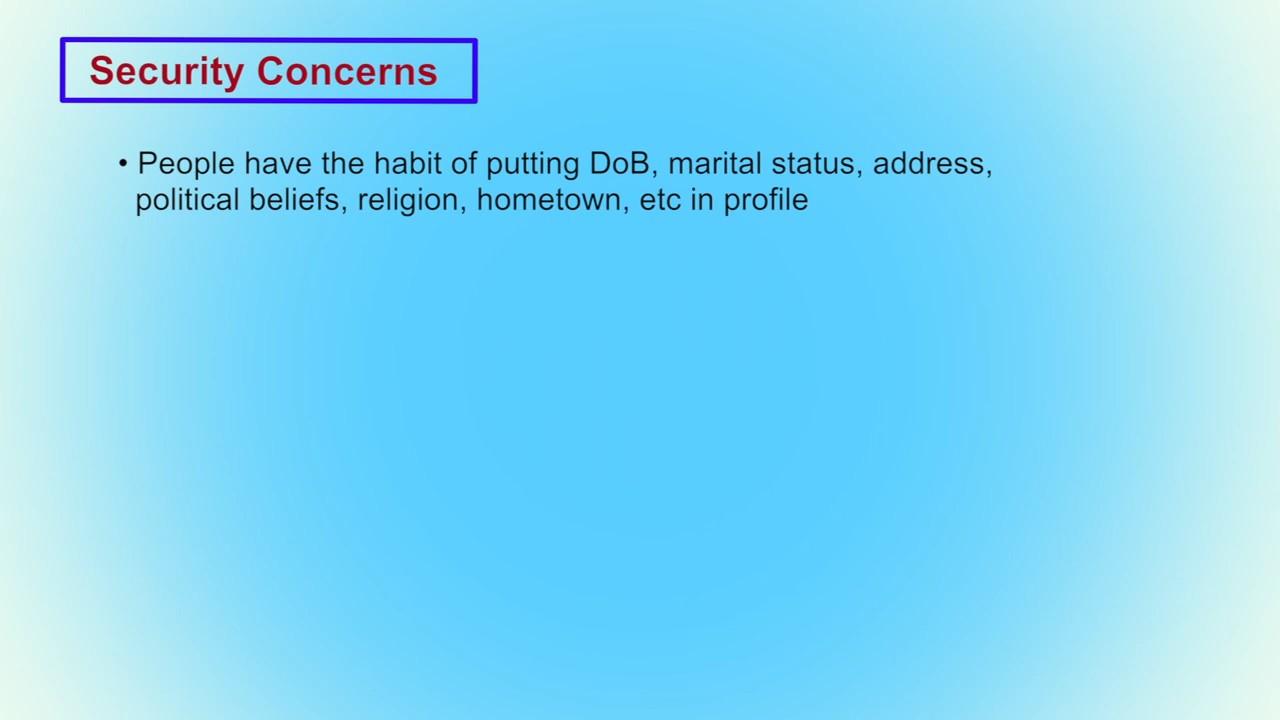 Security Concerns
• People have the habit of putting DoB, marital status, address,
political beliefs, religion, hometown, etc in profile